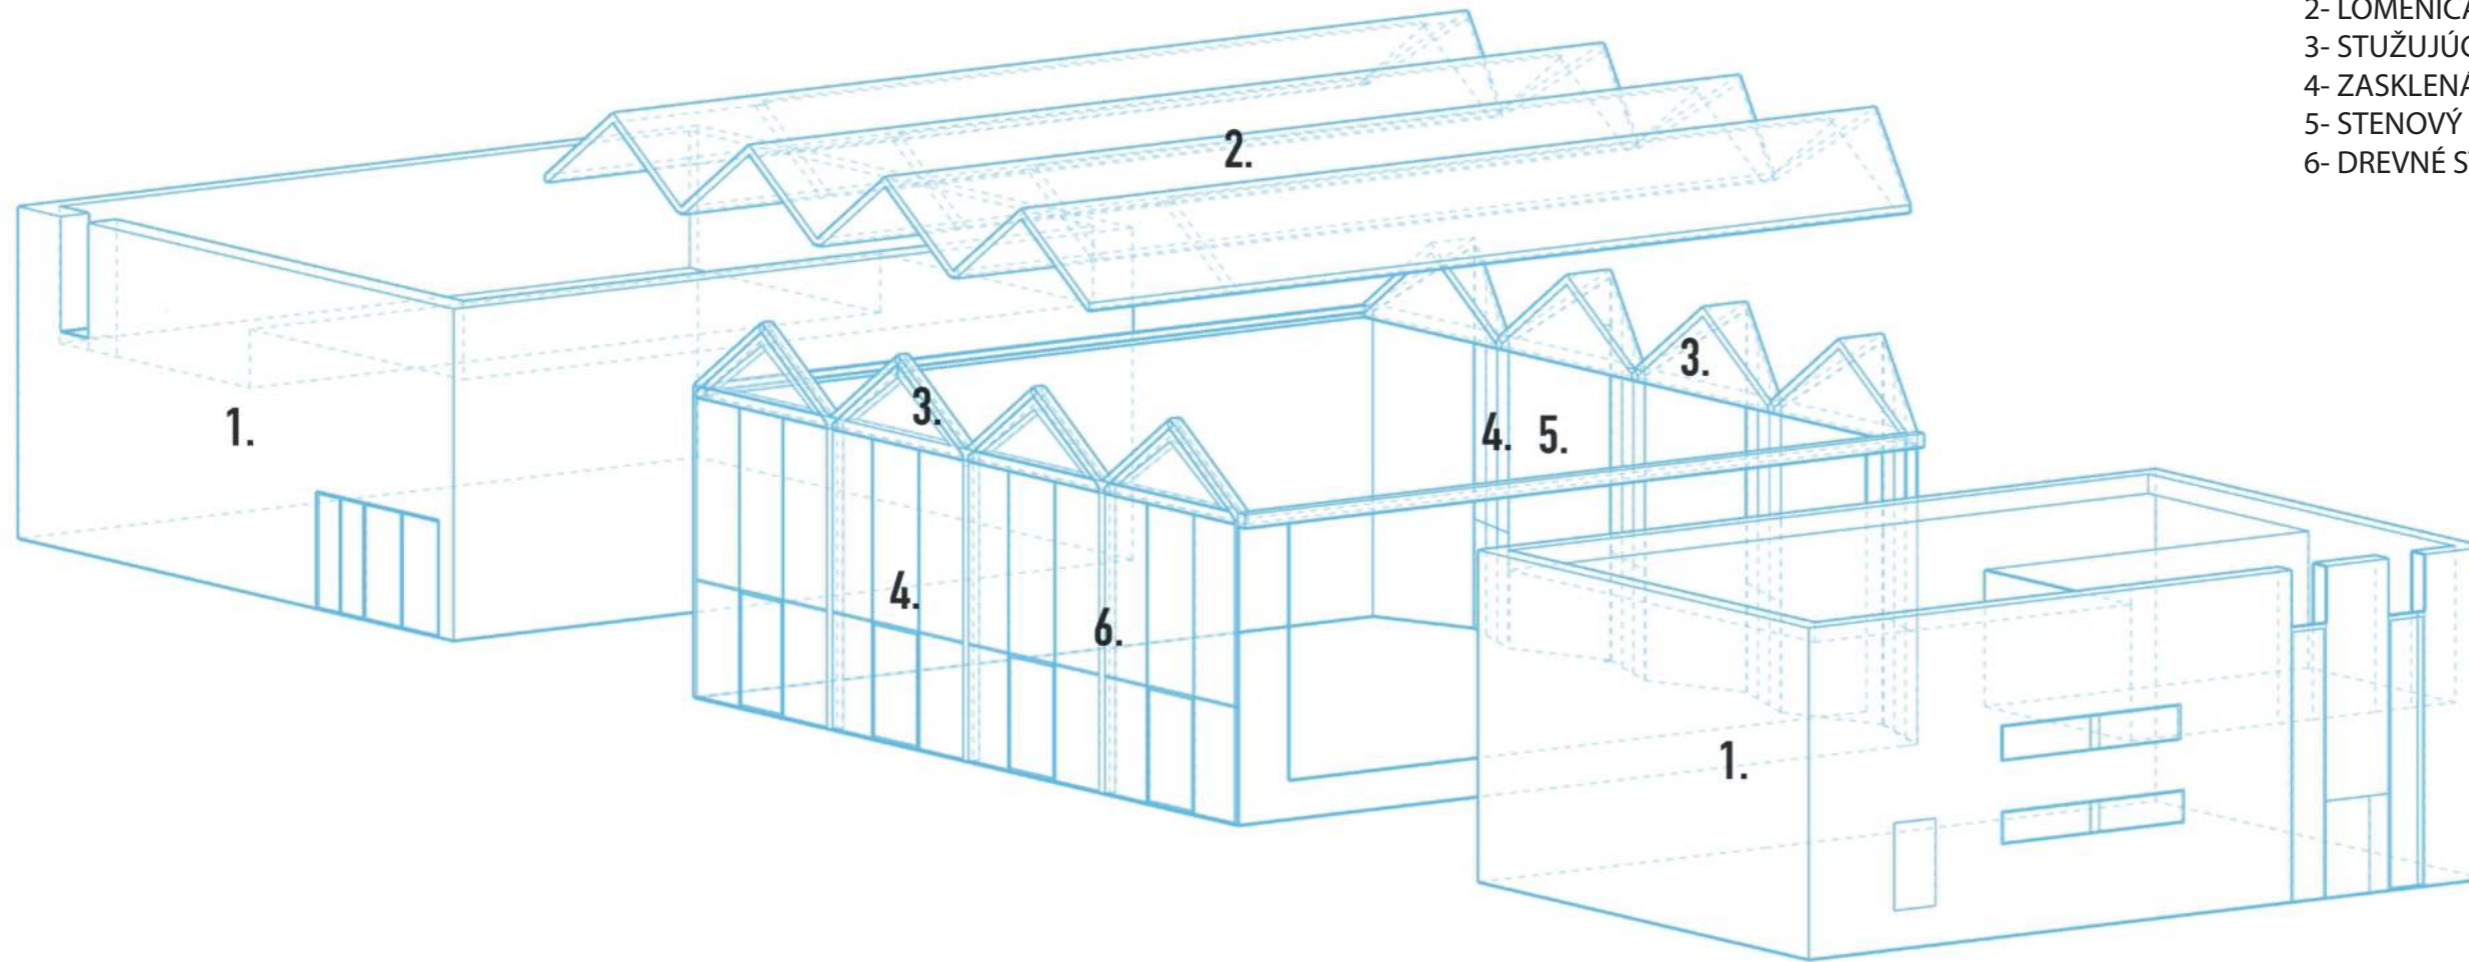 2- LOMENICA
3- STUŽUJÚC
4- ZASKLENÁ
5- STENOVÝ
6- DREVNÉ S
2.
3.
3.
1.
4. 5.
4.
6.
1.